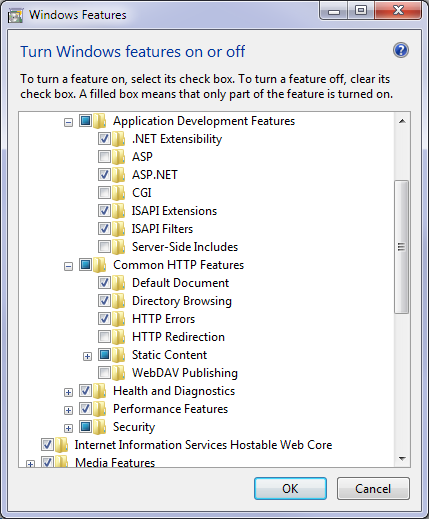 Windows Features
Turn Windows features on or off
To turn a feature on, select its check box. To turn a feature off, clear its
check box. A filled box means that only part of the feature is turned on.
Application Development Features
.NET Extensibility
ASP
ASP.NET
CGI
ISAPI Extensions
ISAPI Filters
Server-Side Includes
Common HTTP Features
Default Document
Directory Browsing
HTTP Errors
HTTP Redirection
Static Content
WebDAV Publishing
Health and Diagnostics
Performance Features
Security
Internet Information Services Hostable Web Core
Media Features
OK
Cancel